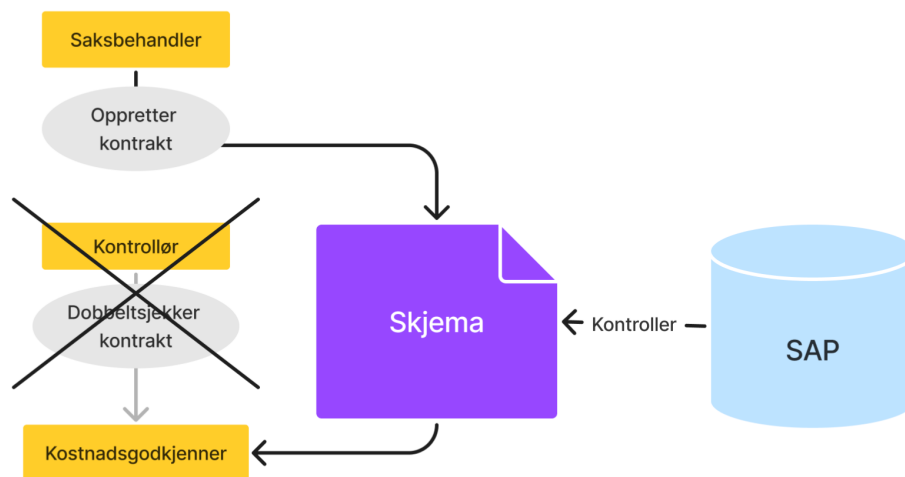 Saksbehandler
Oppretter
kontrakt
Kontrollør
Dobbeltsjekker
kontrakt
Skjema
Kontroller
SAP
Kostnadsgodkjenner